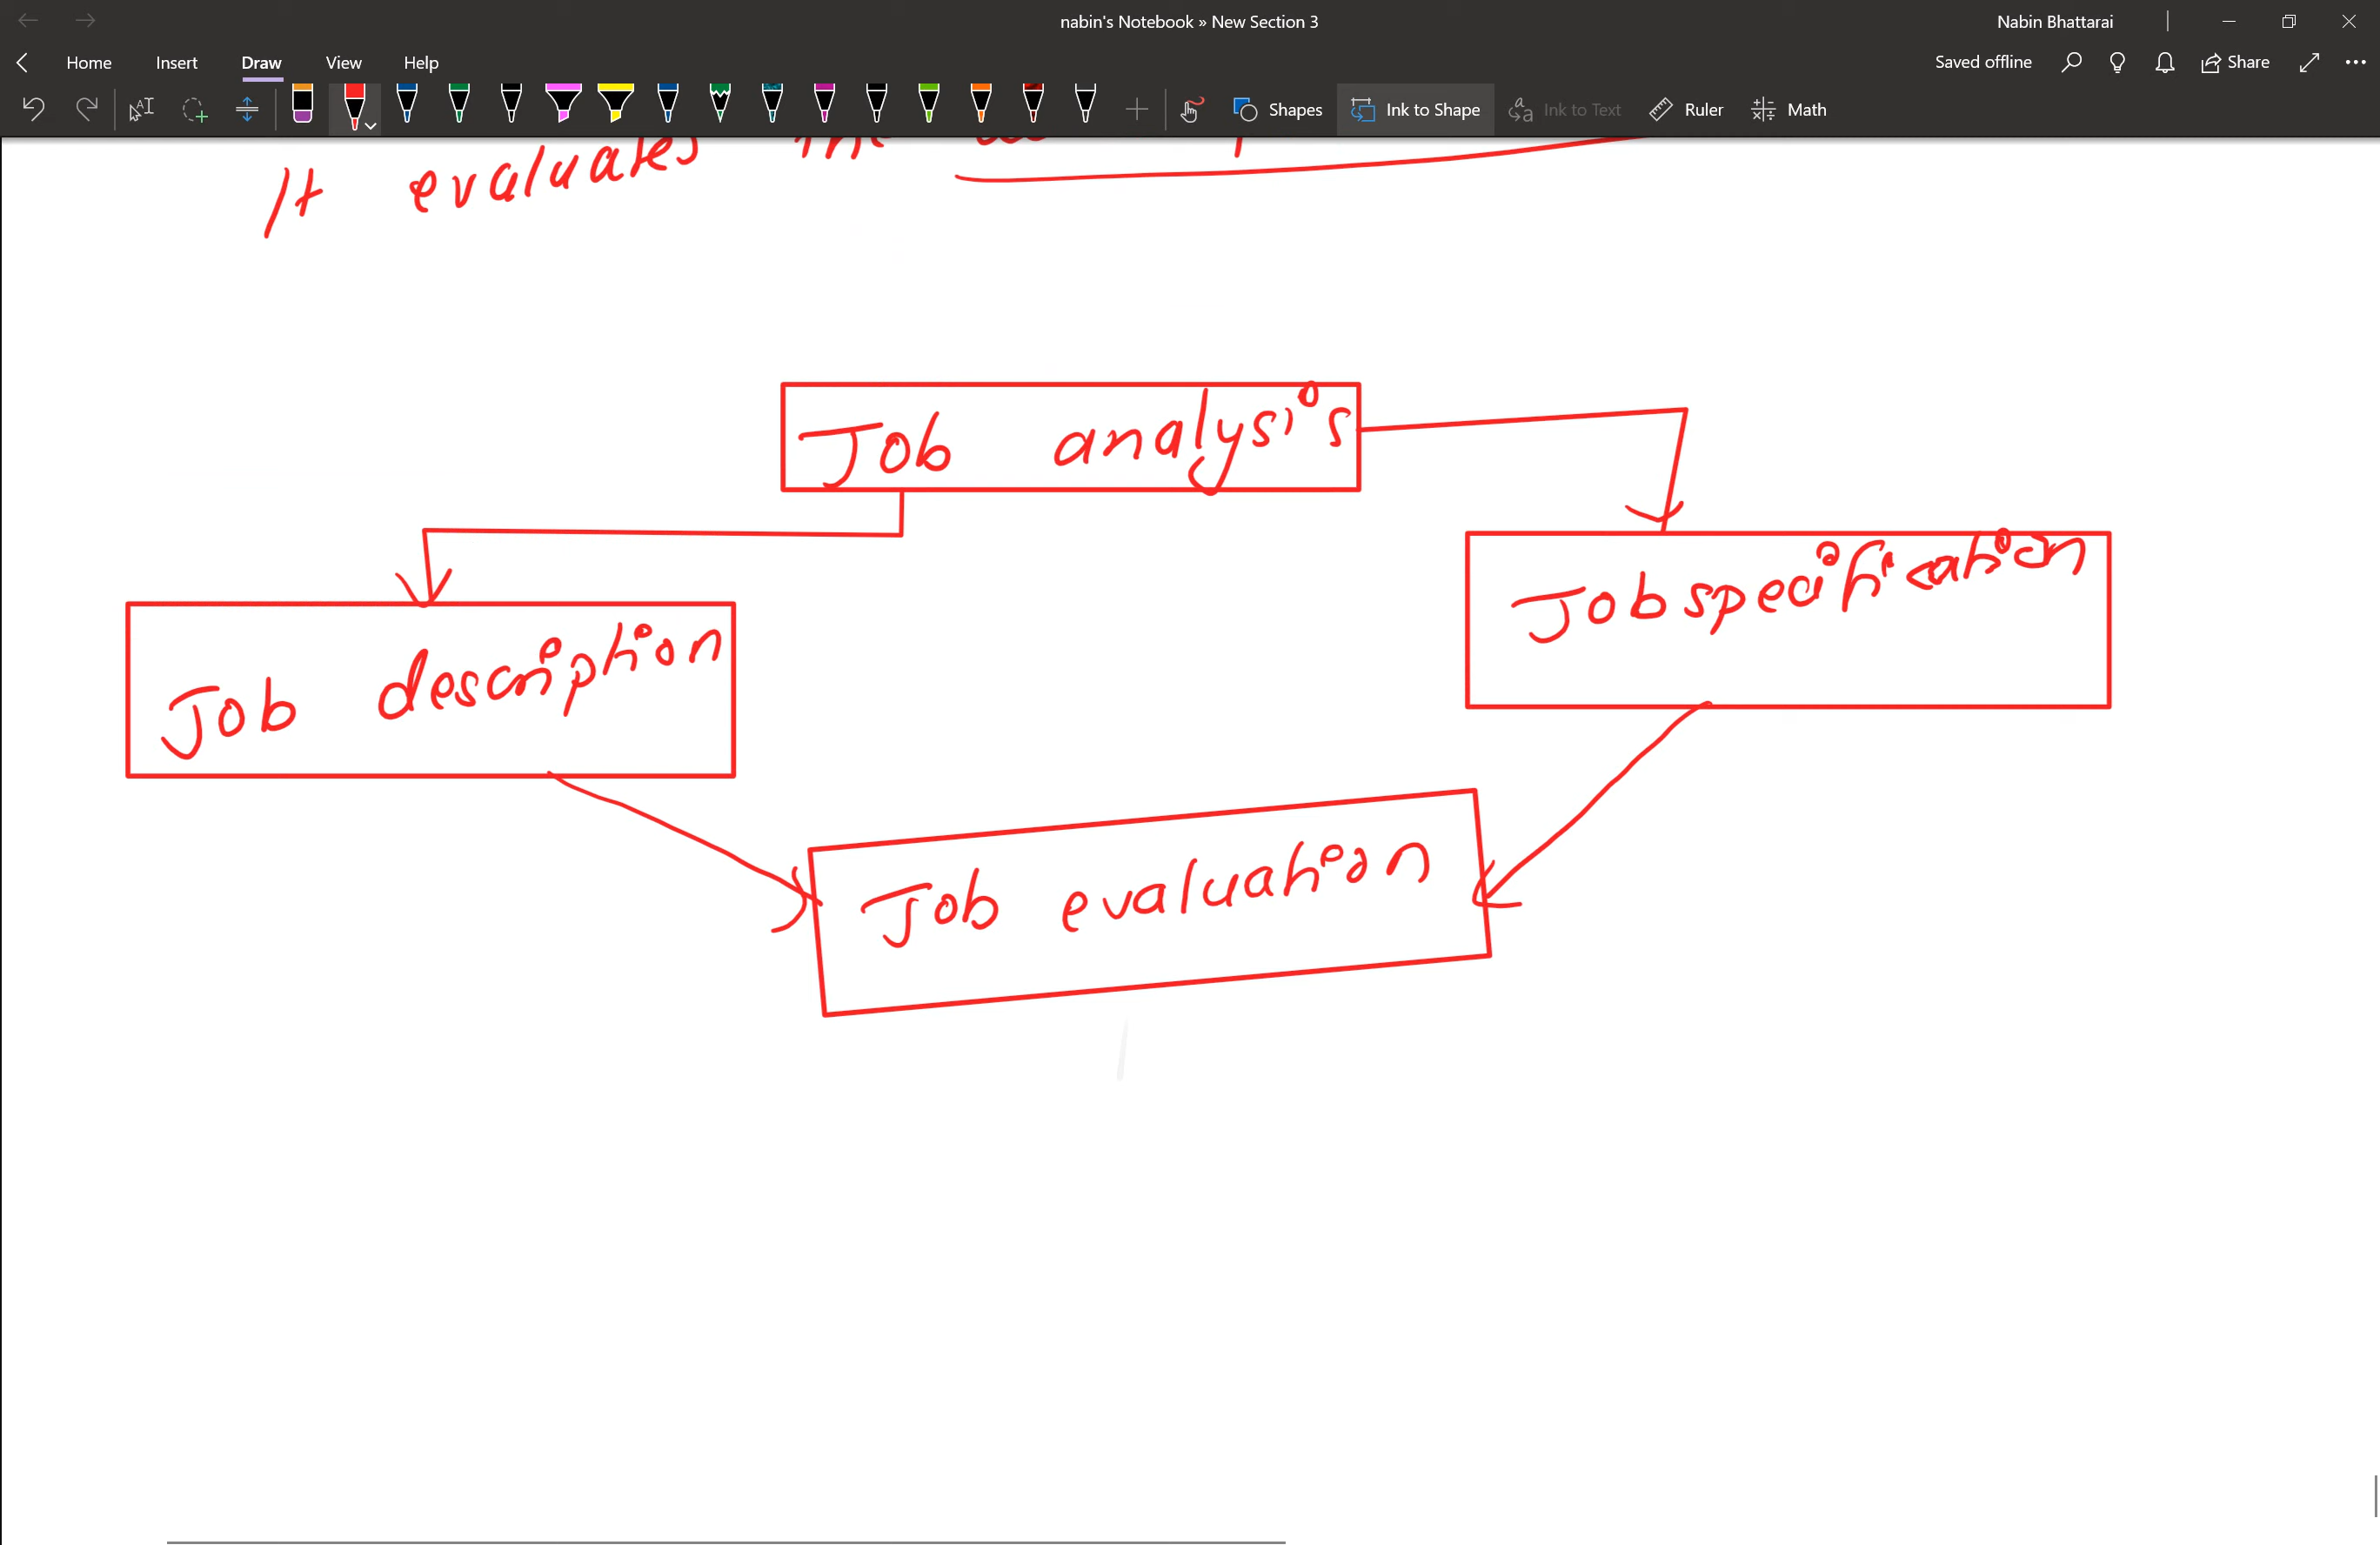 nabin's Notebook » New Section 3
Nabin Bhattarai
Home Insert Draw View Help
Saved offline
Share
Shapes Ink to Shape Ink to Text Ruler Math
It evaluates the
Job analysis
Job description
Job specification
Job evaluation